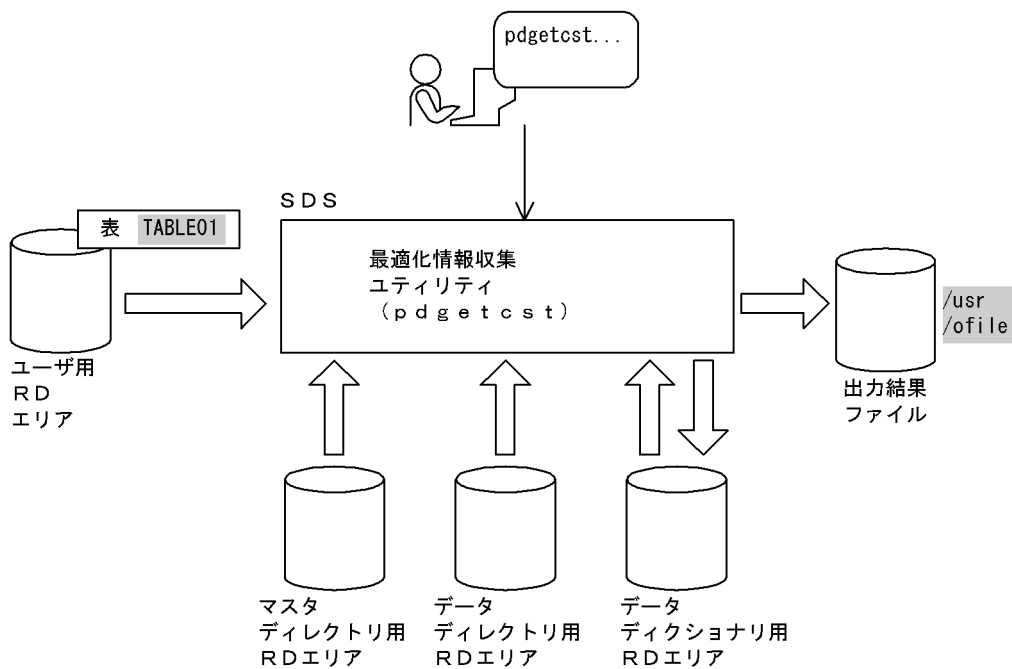 pdgetcst...
SDS
表 TABLE01
最適化情報収集
ユティリティ
(pdgetcst)
/usr
/ofile
ユーザ用
RD
エリア
出力結果
ファイル
マスタ
ディレクトリ用
RDエリア
データ
ディレクトリ用
RDエリア
データ
ディクショナリ用
RDエリア